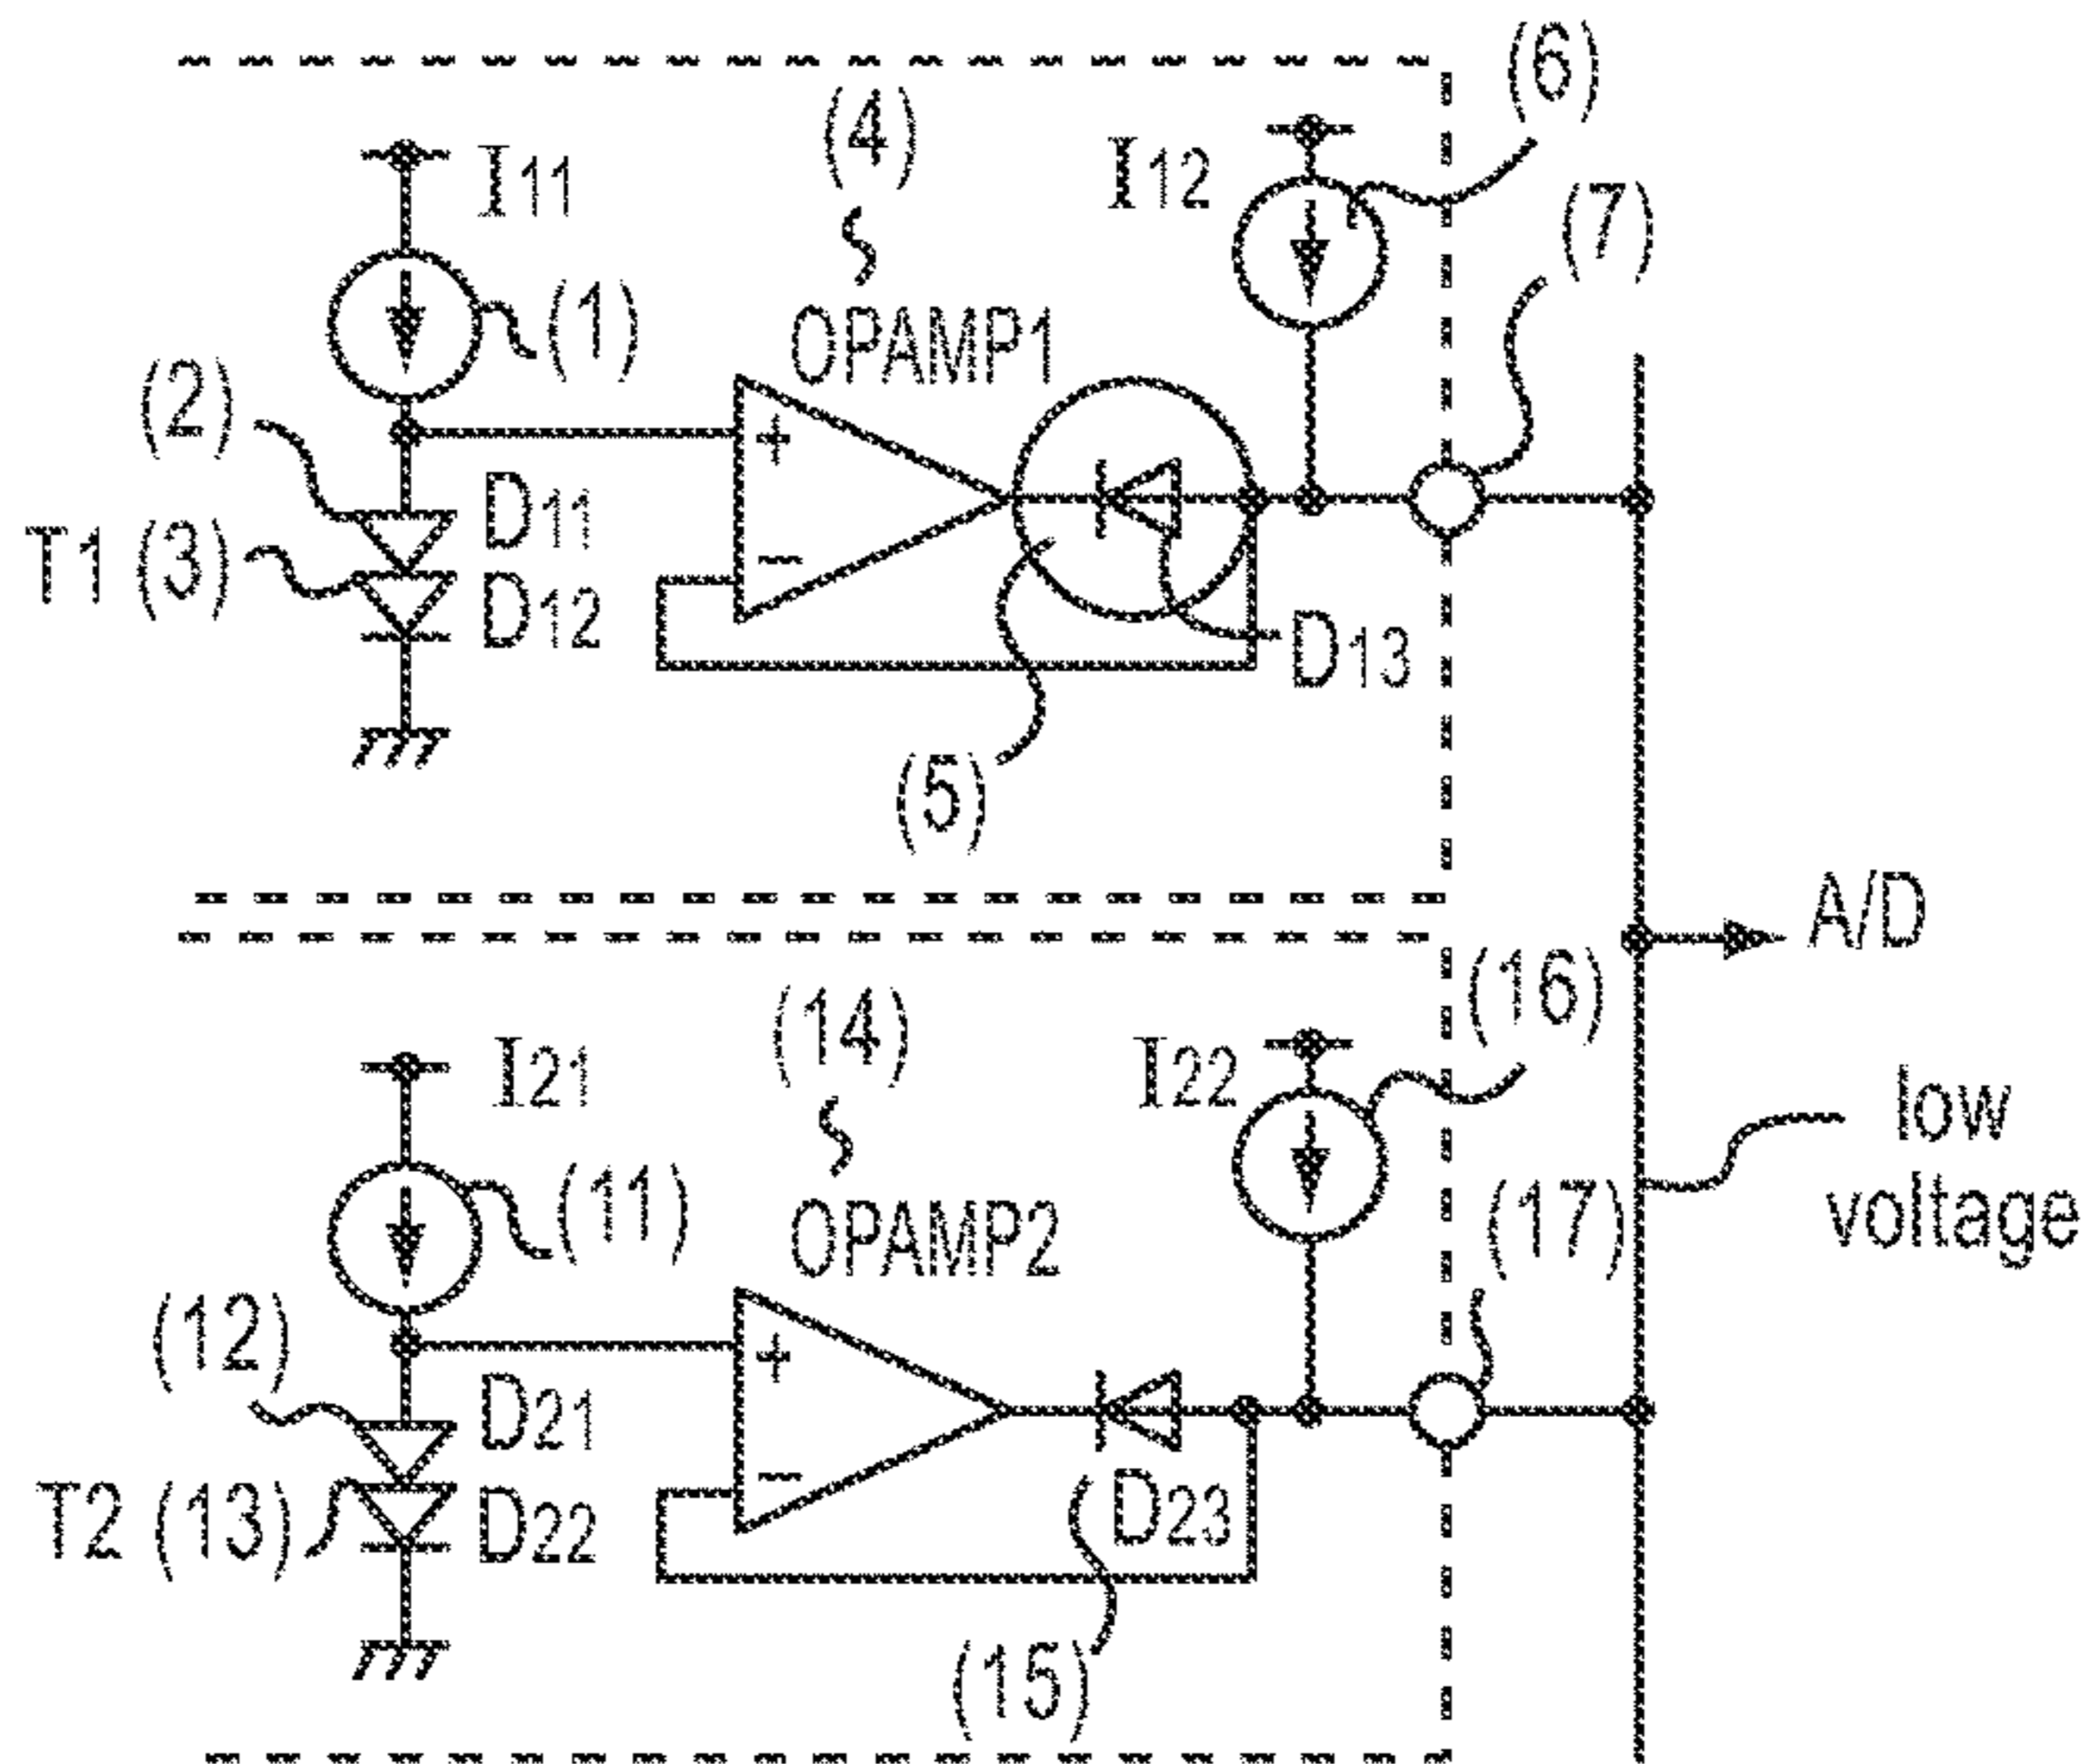 (6)
(4)
I11
I12
(7)
(1)
OPAMP1
(2)
+
D11
T1 (3)
−
D12
D13
(5)
A/D
(16)
(14)
I21
I22
low
voltage
(11)
(17)
OPAMP2
(12)
+
D21
−
T2 (13)
D22
D23
(15)